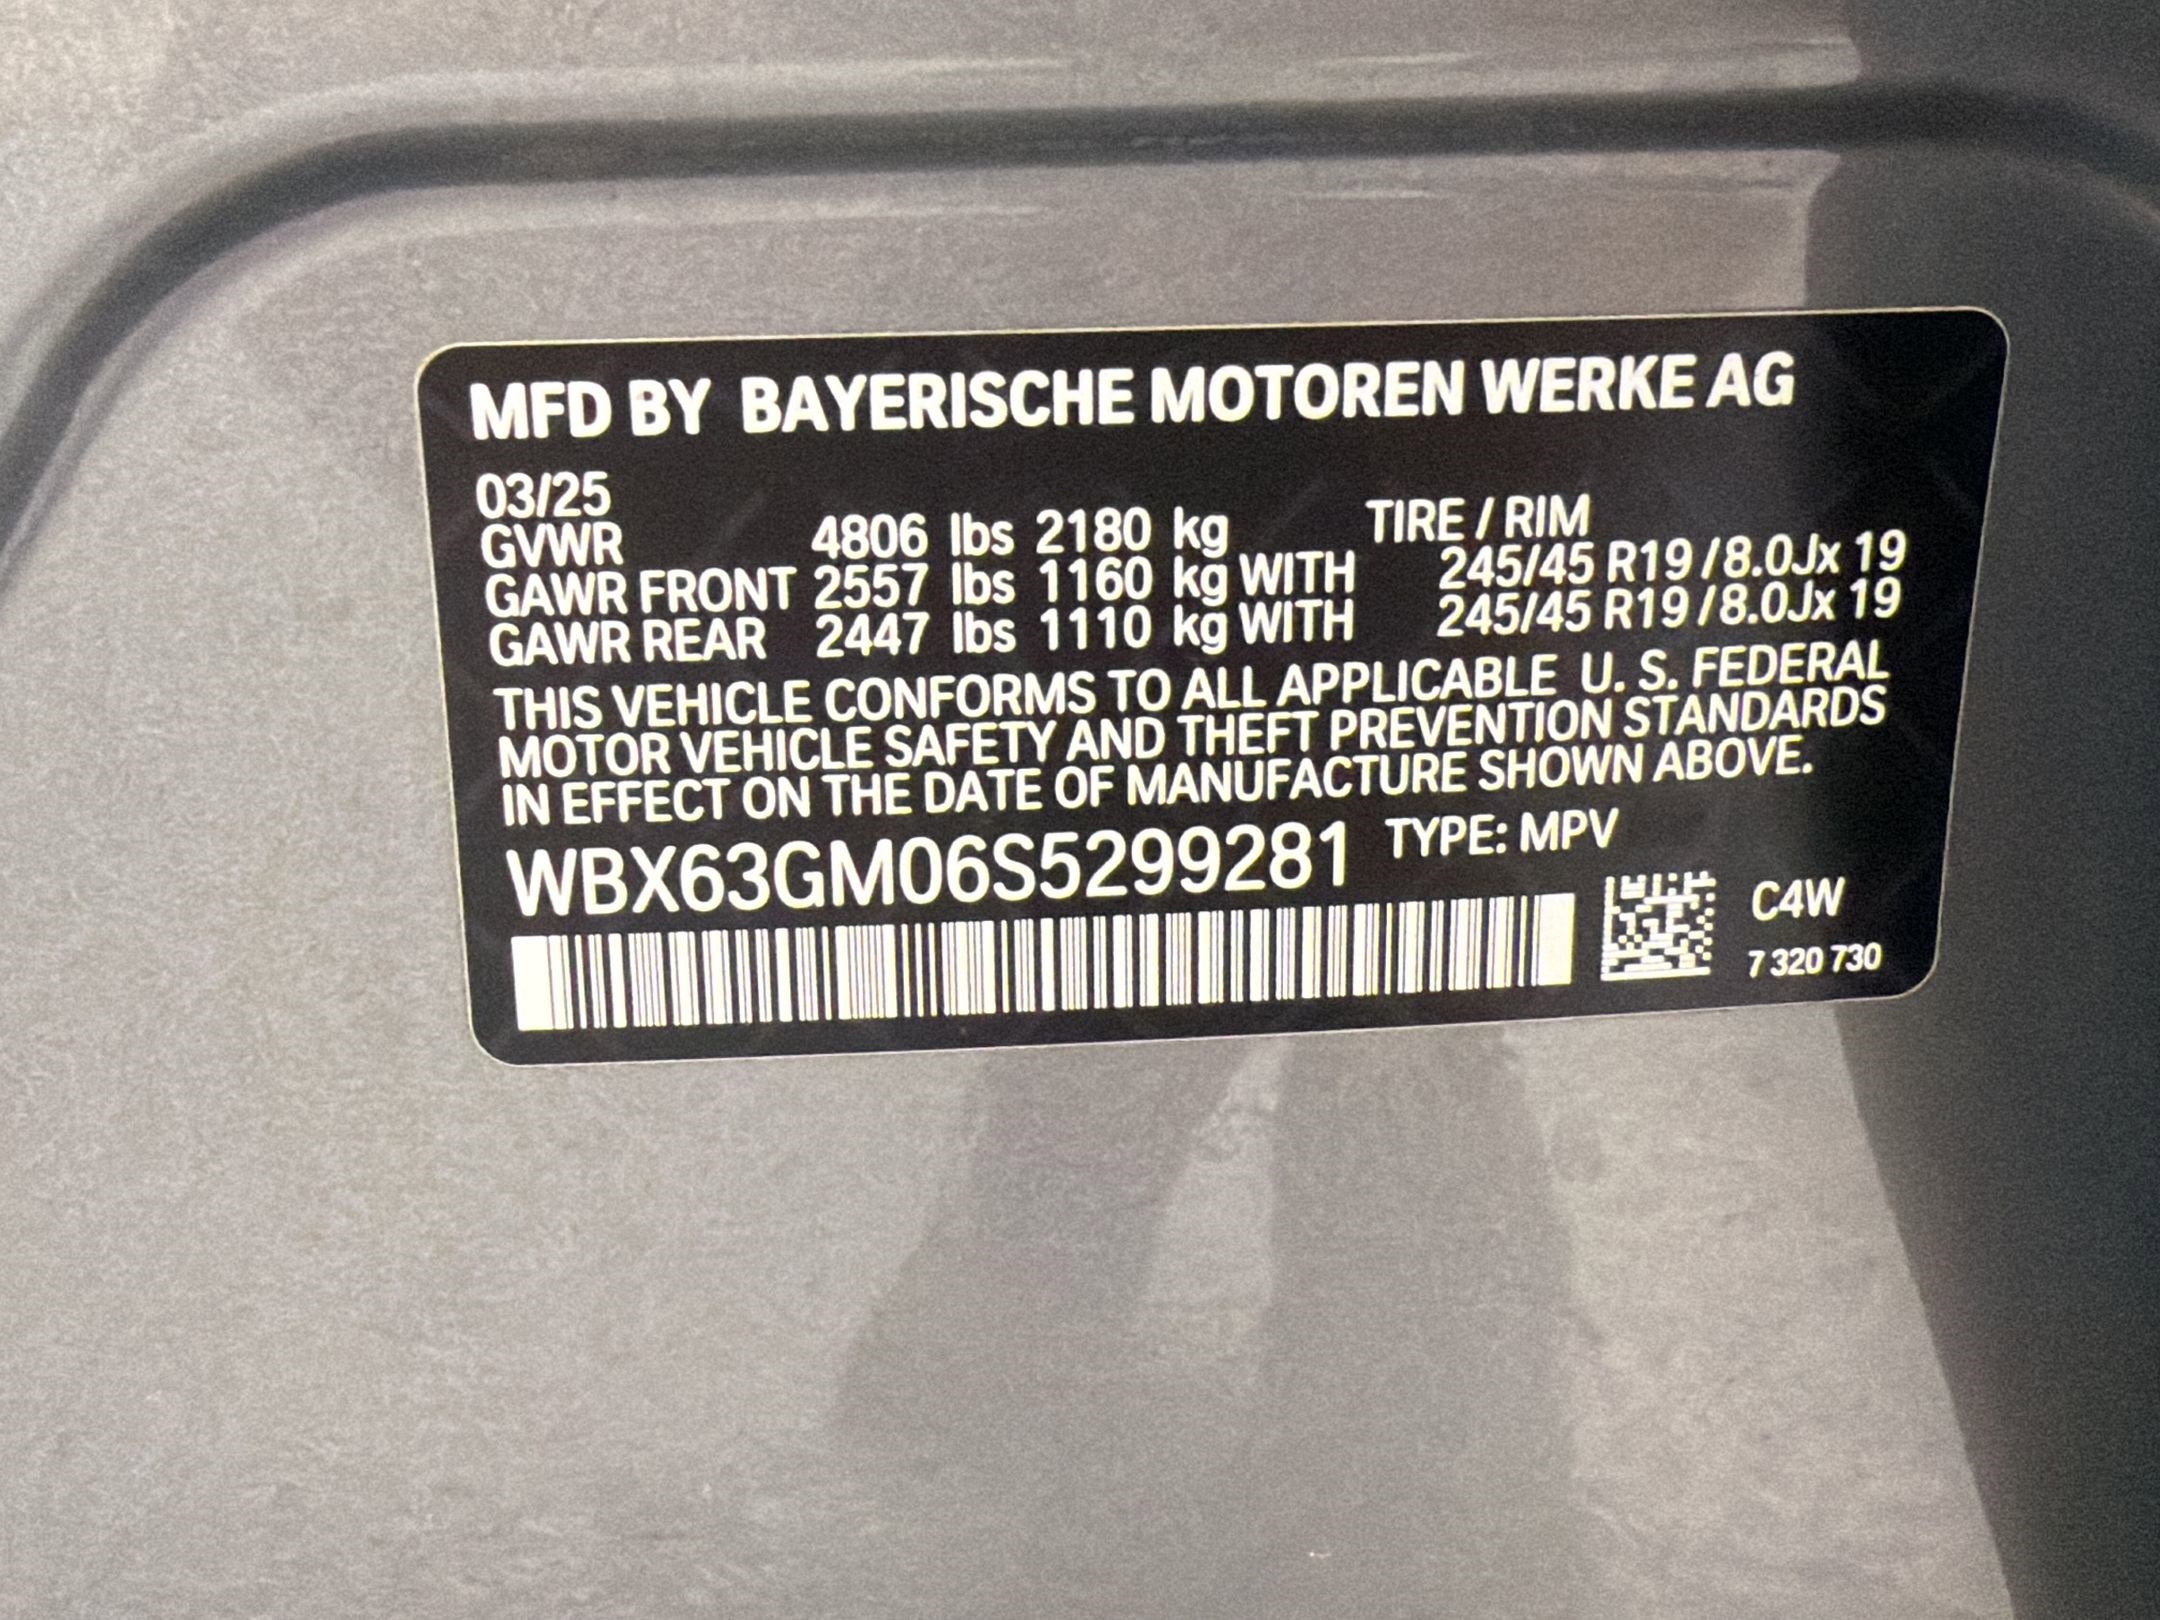 MFD BY BAYERISCHE MOTOREN WERKE AG
03/25
GVWR 4806 lbs 2180 kg TIRE / RIM
GAWR FRONT 2557 lbs 1160 kg WITH 245/45 R19 / 8.0Jx 19
GAWR REAR 2447 lbs 1110 kg WITH 245/45 R19 / 8.0Jx 19
THIS VEHICLE CONFORMS TO ALL APPLICABLE U. S. FEDERAL
MOTOR VEHICLE SAFETY AND THEFT PREVENTION STANDARDS
IN EFFECT ON THE DATE OF MANUFACTURE SHOWN ABOVE.
WBX63GM06S5299281 TYPE: MPV
C4W
7 320 730